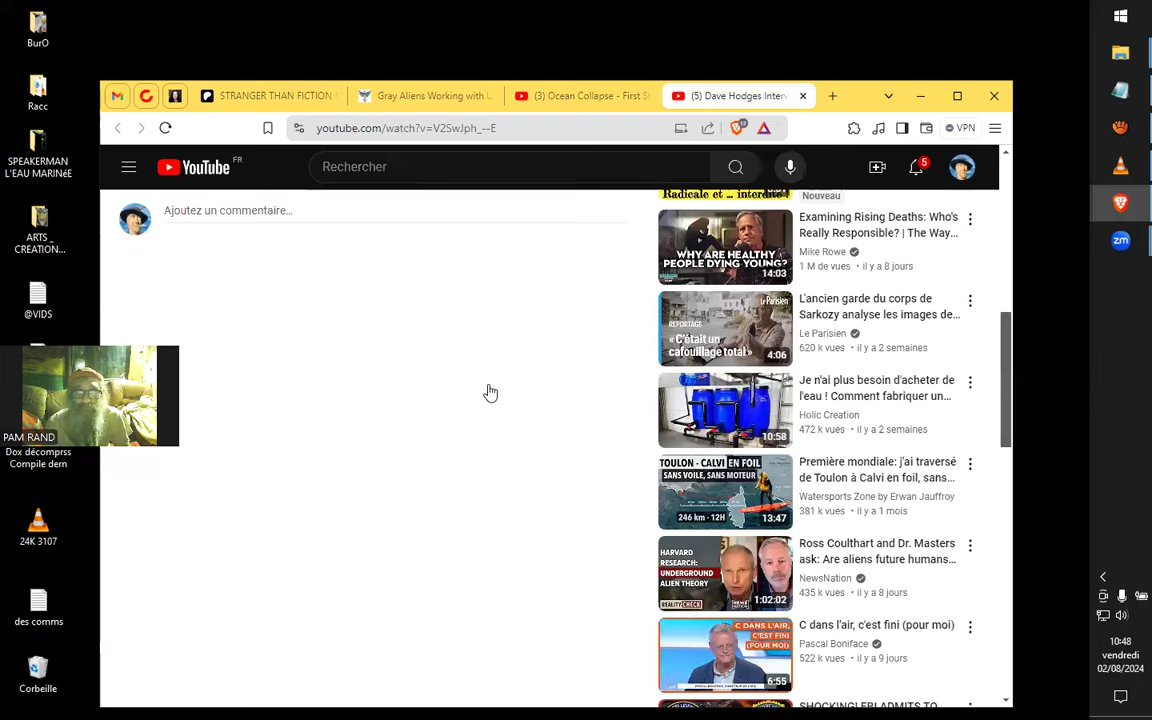 BurO
Racc
SPEAKERMAN
L'EAU MARINéE
ARTS _
CREATION...
@VIDS
PAM RAND
Dox décomprss
Compile dern
24K 3107
des comms
Corbeille
STRANGER THAN FICTION
Gray Aliens Working with U
(3) Ocean Collapse - First S
(5) Dave Hodges Interv
youtube.com/watch?v=V2SwJph_--E
VPN
YouTube FR
Rechercher
5
Ajoutez un commentaire...
Radicale et ... interdite !
Nouveau
WHY ARE HEALTHY
PEOPLE DYING YOUNG?
14:03
Examining Rising Deaths: Who's
Really Responsible? | The Way...
Mike Rowe
1 M de vues • il y a 8 jours
Le Parisien
REPORTAGE
« C'était un
cafouillage total »
4:06
L'ancien garde du corps de
Sarkozy analyse les images de...
Le Parisien
620 k vues • il y a 2 semaines
10:58
Je n'ai plus besoin d'acheter de
l'eau ! Comment fabriquer un...
Holic Creation
472 k vues • il y a 2 semaines
TOULON - CALVI EN FOIL
SANS VOILE, SANS MOTEUR
246 km - 12H
13:47
Première mondiale: j'ai traversé
de Toulon à Calvi en foil, sans...
Watersports Zone by Erwan Jauffroy
381 k vues • il y a 1 mois
HARVARD
RESEARCH:
UNDERGROUND
ALIEN THEORY
REALITY CHECK
1:02:02
Ross Coulthart and Dr. Masters
ask: Are aliens future humans...
NewsNation
435 k vues • il y a 8 jours
C DANS L'AIR,
C'EST FINI
(POUR MOI)
6:55
C dans l'air, c'est fini (pour moi)
Pascal Boniface
522 k vues • il y a 9 jours
zm
10:48
vendredi
02/08/2024